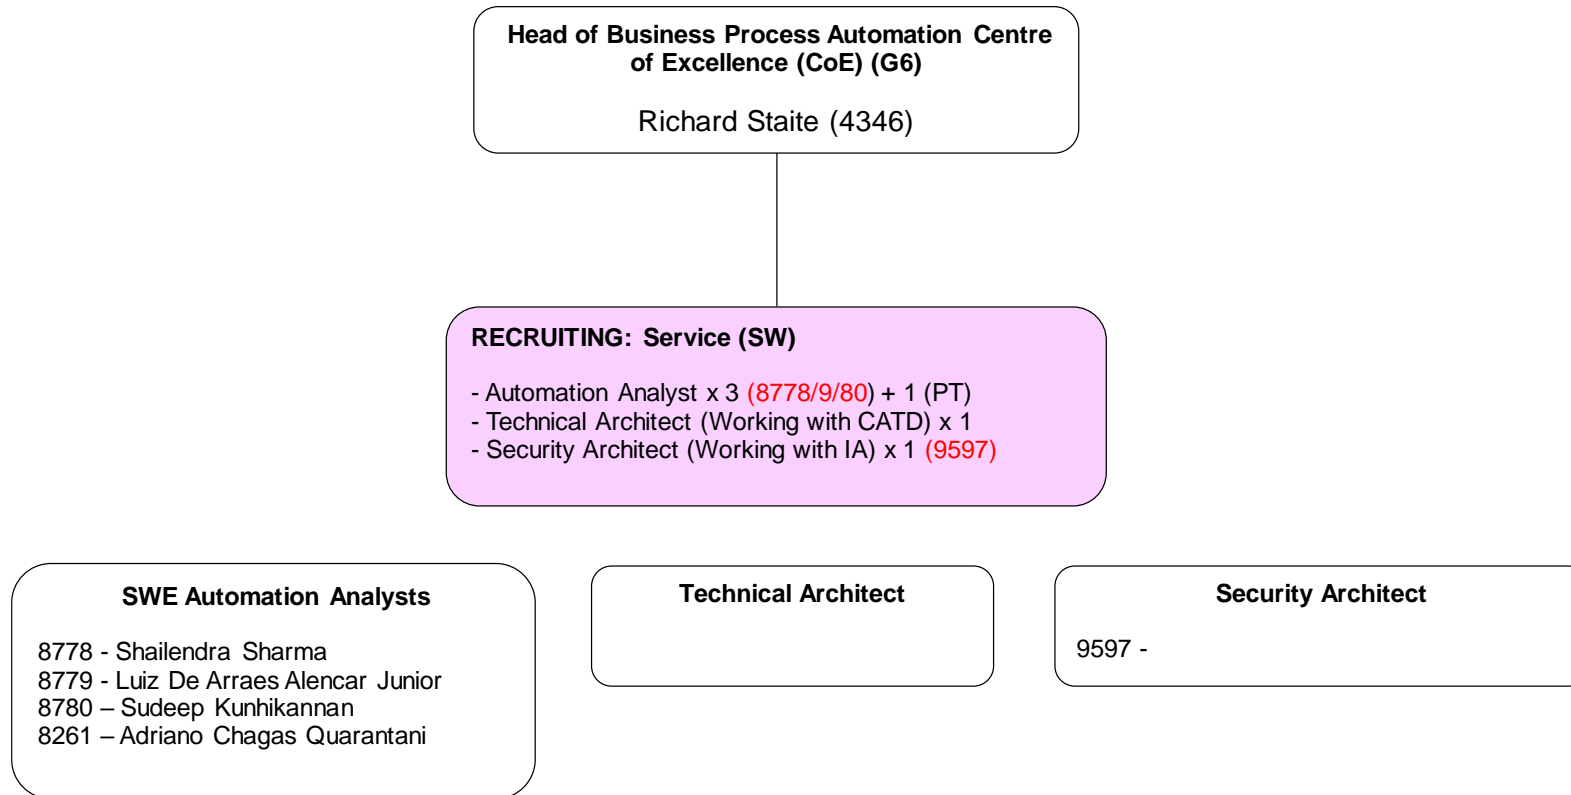 Head of Business Process Automation Centre
of Excellence (CoE) (G6)
Richard Staite (4346)
RECRUITING: Service (SW)
- Automation Analyst x 3 (8778/9/80) + 1 (PT)
- Technical Architect (Working with CATD) x 1
- Security Architect (Working with IA) x 1 (9597)
SWE Automation Analysts
8778 - Shailendra Sharma
8779 - Luiz De Arraes Alencar Junior
8780 – Sudeep Kunhikannan
8261 – Adriano Chagas Quarantani
Technical Architect
Security Architect
9597 -